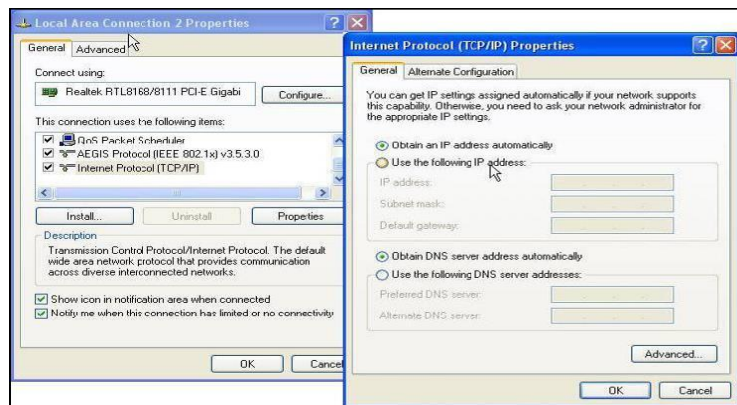 Local Area Connection 2 Properties
General
Advanced
Connect using:
Realtek RTL8168/8111 PCI-E Gigabi
Configure...
This connection uses the following items:
QoS Packet Scheduler
AEGIS Protocol (IEEE 802.1x) v3.5.3.0
Internet Protocol (TCP/IP)
Install...
Uninstall
Properties
Description
Transmission Control Protocol/Internet Protocol. The default
wide area network protocol that provides communication
across diverse interconnected networks.
Show icon in notification area when connected
Notify me when this connection has limited or no connectivity
OK
Cancel
Internet Protocol (TCP/IP) Properties
General
Alternate Configuration
You can get IP settings assigned automatically if your network supports
this capability. Otherwise, you need to ask your network administrator for
the appropriate IP settings.
Obtain an IP address automatically
Use the following IP address:
IP address:
Subnet mask:
Default gateway:
Obtain DNS server address automatically
Use the following DNS server addresses:
Preferred DNS server:
Alternate DNS server:
Advanced...
OK
Cancel